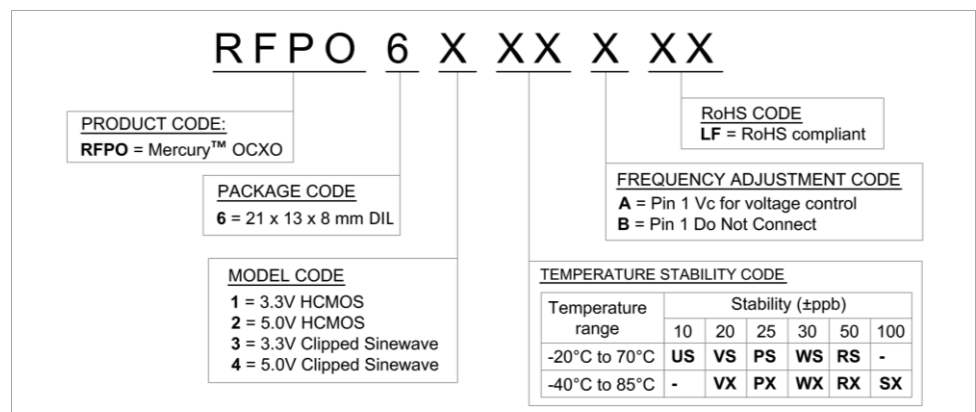 RFPO 6 X XX X XX
PRODUCT CODE:
RFPO = Mercury™ OCXO
RoHS CODE
LF = RoHS compliant
PACKAGE CODE
6 = 21 x 13 x 8 mm DIL
FREQUENCY ADJUSTMENT CODE
A = Pin 1 Vc for voltage control
B = Pin 1 Do Not Connect
MODEL CODE
1 = 3.3V HCMOS
2 = 5.0V HCMOS
3 = 3.3V Clipped Sinewave
4 = 5.0V Clipped Sinewave
TEMPERATURE STABILITY CODE
Temperature range Stability (±ppb)
10 20 25 30 50 100
-20°C to 70°C US VS PS WS RS -
-40°C to 85°C - VX PX WX RX SX